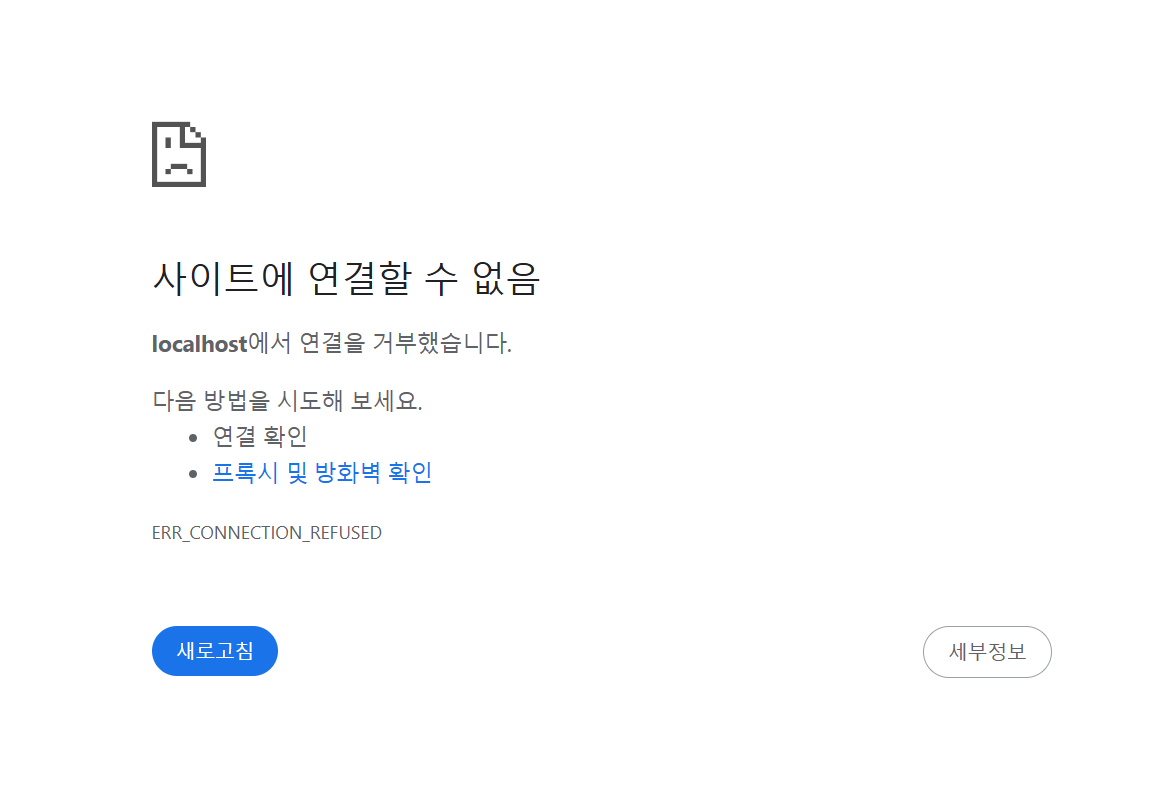 사이트에 연결할 수 없음
localhost에서 연결을 거부했습니다.
다음 방법을 시도해 보세요.
• 연결 확인
• 프록시 및 방화벽 확인
ERR_CONNECTION_REFUSED
새로고침
세부정보